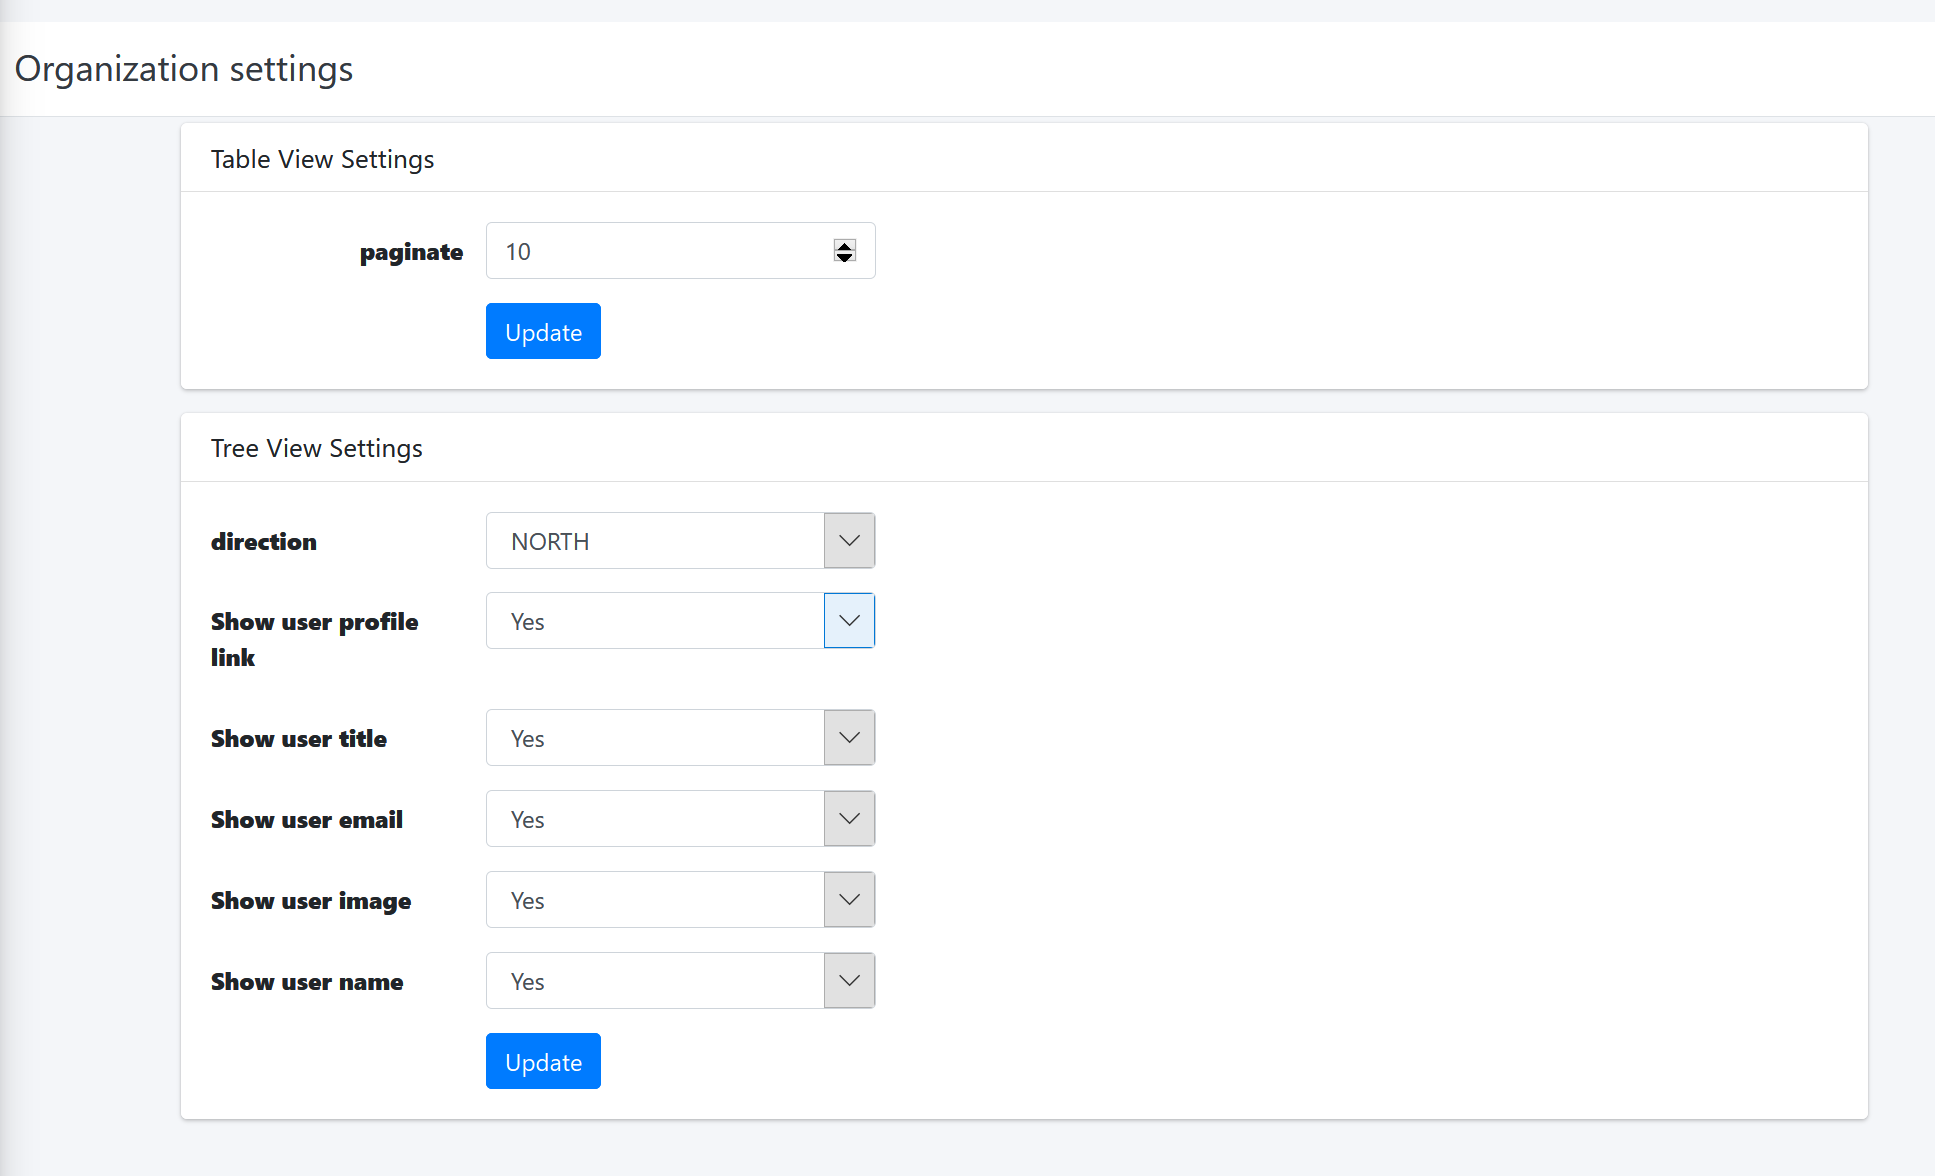 Organization settings
Table View Settings
paginate 10
Update
Tree View Settings
direction NORTH
Show user profile Yes
link
Show user title Yes
Show user email Yes
Show user image Yes
Show user name Yes
Update